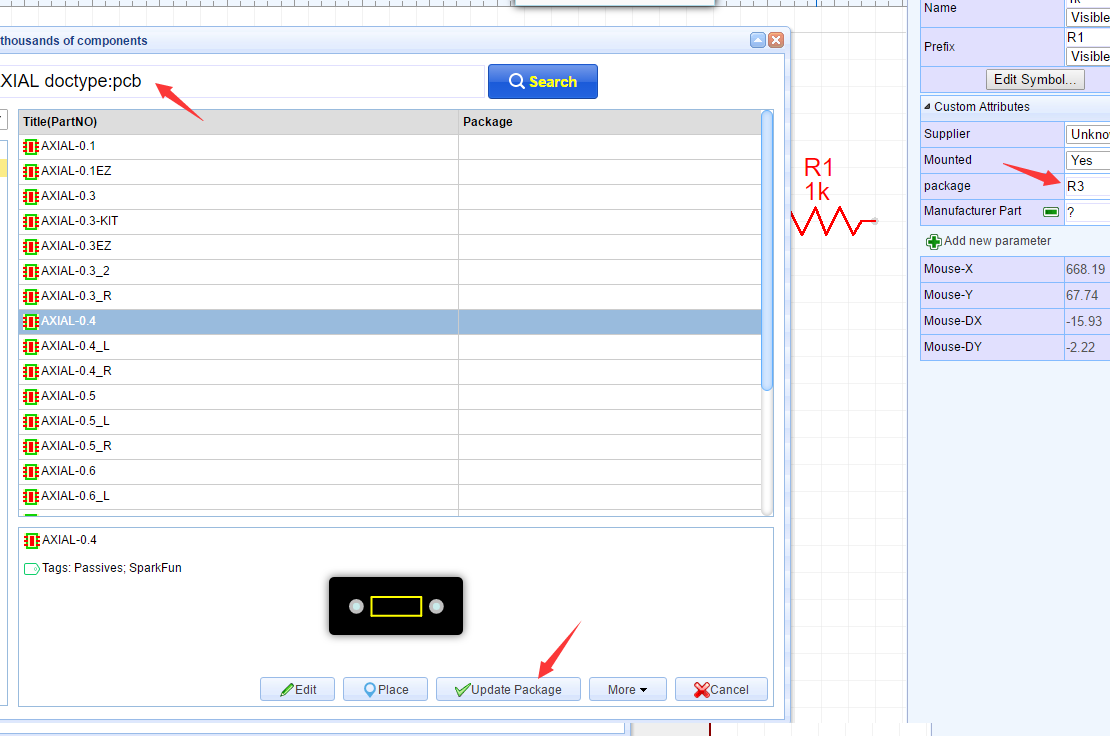 thousands of components
XIAL doctype:pcb
Search
Title(PartNO) Package
AXIAL-0.1
AXIAL-0.1EZ
AXIAL-0.3
AXIAL-0.3-KIT
AXIAL-0.3EZ
AXIAL-0.3_2
AXIAL-0.3_R
AXIAL-0.4
AXIAL-0.4_L
AXIAL-0.4_R
AXIAL-0.5
AXIAL-0.5_L
AXIAL-0.5_R
AXIAL-0.6
AXIAL-0.6_L
AXIAL-0.4
Tags: Passives; SparkFun
Edit Place Update Package More Cancel
R1
1k
Name
Visible
Prefix R1
Visible
Edit Symbol...
Custom Attributes
Supplier Unkno
Mounted Yes
package R3
Manufacturer Part ?
Add new parameter
Mouse-X 668.19
Mouse-Y 67.74
Mouse-DX -15.93
Mouse-DY -2.22